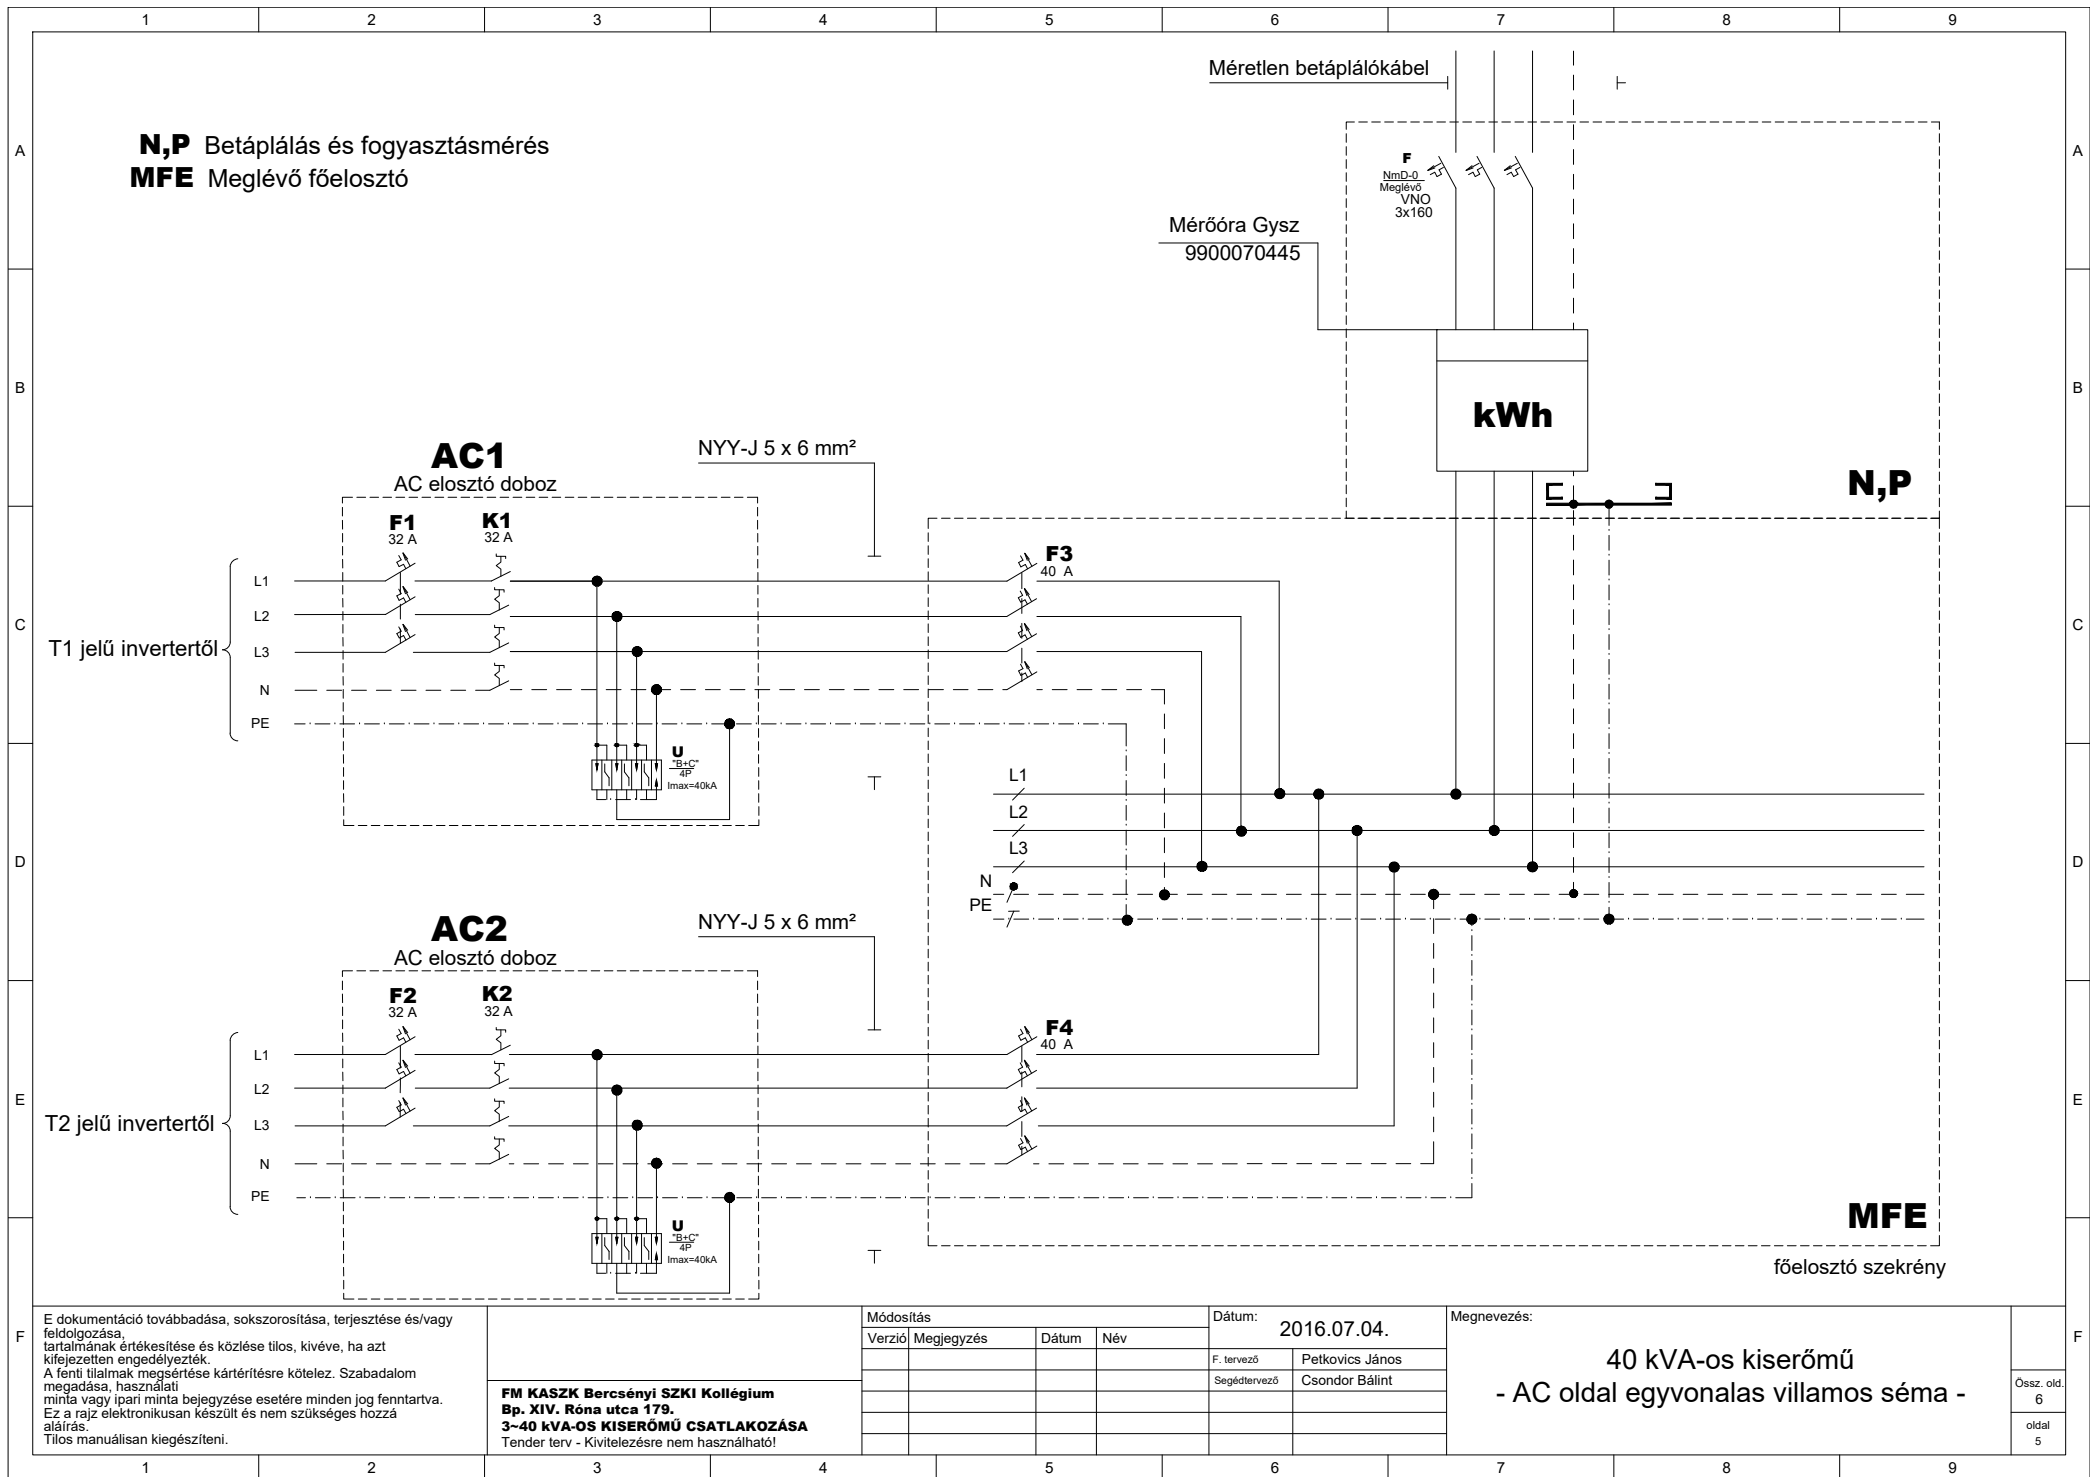 1 2 3 4 5 6 7 8 9
A A
B B
C C
D D
E E
F F
Méretlen betáplálókábel
N,P Betáplálás és fogyasztásmérés
MFE Meglévő főelosztó
F
NmD-0
Meglévő
VNO
3x160
Mérőóra Gysz
9900070445
kWh
N,P
AC1
AC elosztó doboz
NYY-J 5 x 6 mm²
F1
32 A
K1
32 A
F3
40 A
T1 jelű invertertől
L1
L2
L3
N
PE
U
"B+C"
4P
Imax=40kA
L1
L2
L3
N
PE
AC2
AC elosztó doboz
NYY-J 5 x 6 mm²
F2
32 A
K2
32 A
F4
40 A
T2 jelű invertertől
L1
L2
L3
N
PE
U
"B+C"
4P
Imax=40kA
MFE
főelosztó szekrény
E dokumentáció továbbadása, sokszorosítása, terjesztése és/vagy
feldolgozása,
tartalmának értékesítése és közlése tilos, kivéve, ha azt
kifejezetten engedélyezték.
A fenti tilalmak megsértése kártérítésre kötelez. Szabadalom
megadása, használati
minta vagy ipari minta bejegyzése esetére minden jog fenntartva.
Ez a rajz elektronikusan készült és nem szükséges hozzá
aláírás.
Tilos manuálisan kiegészíteni.
FM KASZK Bercsényi SZKI Kollégium
Bp. XIV. Róna utca 179.
3~40 kVA-OS KISERŐMŰ CSATLAKOZÁSA
Tender terv - Kivitelezésre nem használható!
Módosítás
Verzió Megjegyzés Dátum Név
Dátum:
2016.07.04.
F. tervező Petkovics János
Segédtervező Csondor Bálint
Megnevezés:
40 kVA-os kiserőmű
- AC oldal egyvonalas villamos séma -
Össz. old.
6
oldal
5
1 2 3 4 5 6 7 8 9